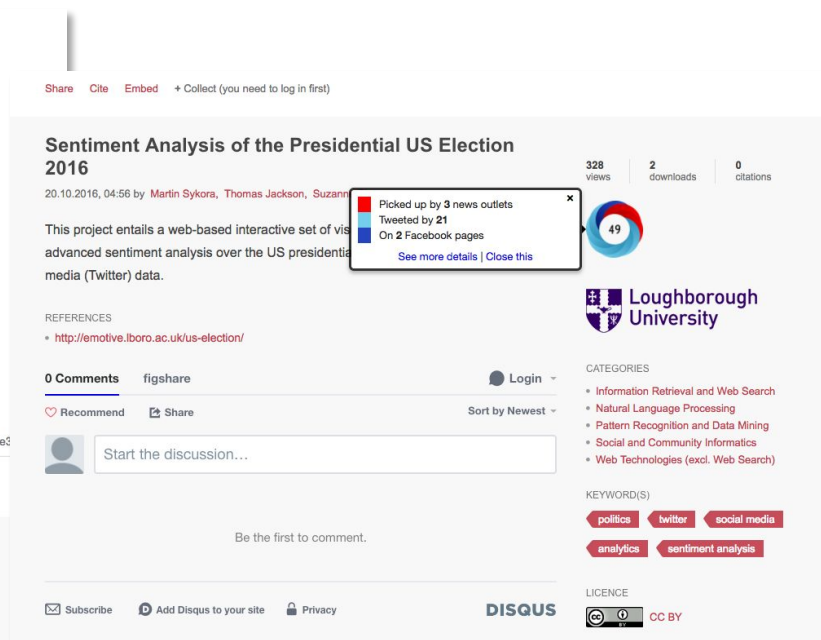 Share Cite Embed + Collect (you need to log in first)
Sentiment Analysis of the Presidential US Election
2016
20.10.2016, 04:56 by Martin Sykora, Thomas Jackson,
This project entails a web-based interactive set of
advanced sentiment analysis over the US
media (Twitter) data.
Picked up by 3 news outlets
Tweeted by 21
On 2 Facebook pages
See more details | Close this
×
REFERENCES
• http://emotive.lboro.ac.uk/us-election/
0 Comments figshare Login
Recommend Share Sort by Newest
Start the discussion…
Be the first to comment.
Subscribe Add Disqus to your site Privacy DISQUS
328 2 0
views downloads citations
49
Loughborough
University
CATEGORIES
• Information Retrieval and Web Search
• Natural Language Processing
• Pattern Recognition and Data Mining
• Social and Community Informatics
• Web Technologies (excl. Web Search)
KEYWORD(S)
politics twitter social media
analytics sentiment analysis
LICENCE
cc BY CC BY